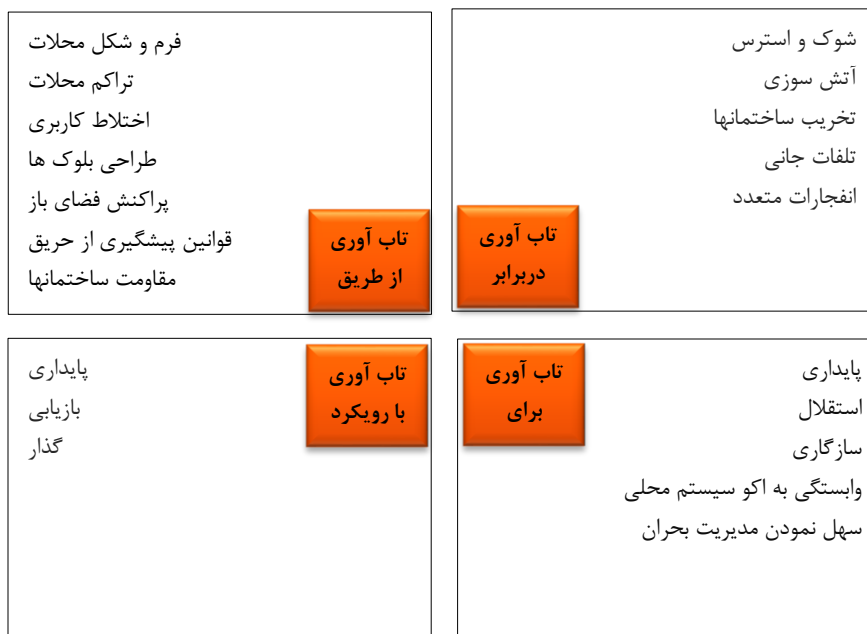 شوک و استرس
آتش سوزی
تخریب ساختمانها
تلفات جانی
انفجارات متعدد
تاب آوری
دربرابر
فرم و شکل محلات
تراکم محلات
اختلاط کاربری
طراحی بلوک ها
پراکنش فضای باز
قوانین پیشگیری از حریق
مقاومت ساختمانها
تاب آوری
از طریق
پایداری
استقلال
سازگاری
وابستگی به اکو سیستم محلی
سهل نمودن مدیریت بحران
تاب آوری
برای
پایداری
بازیابی
گذار
تاب آوری
با رویکرد